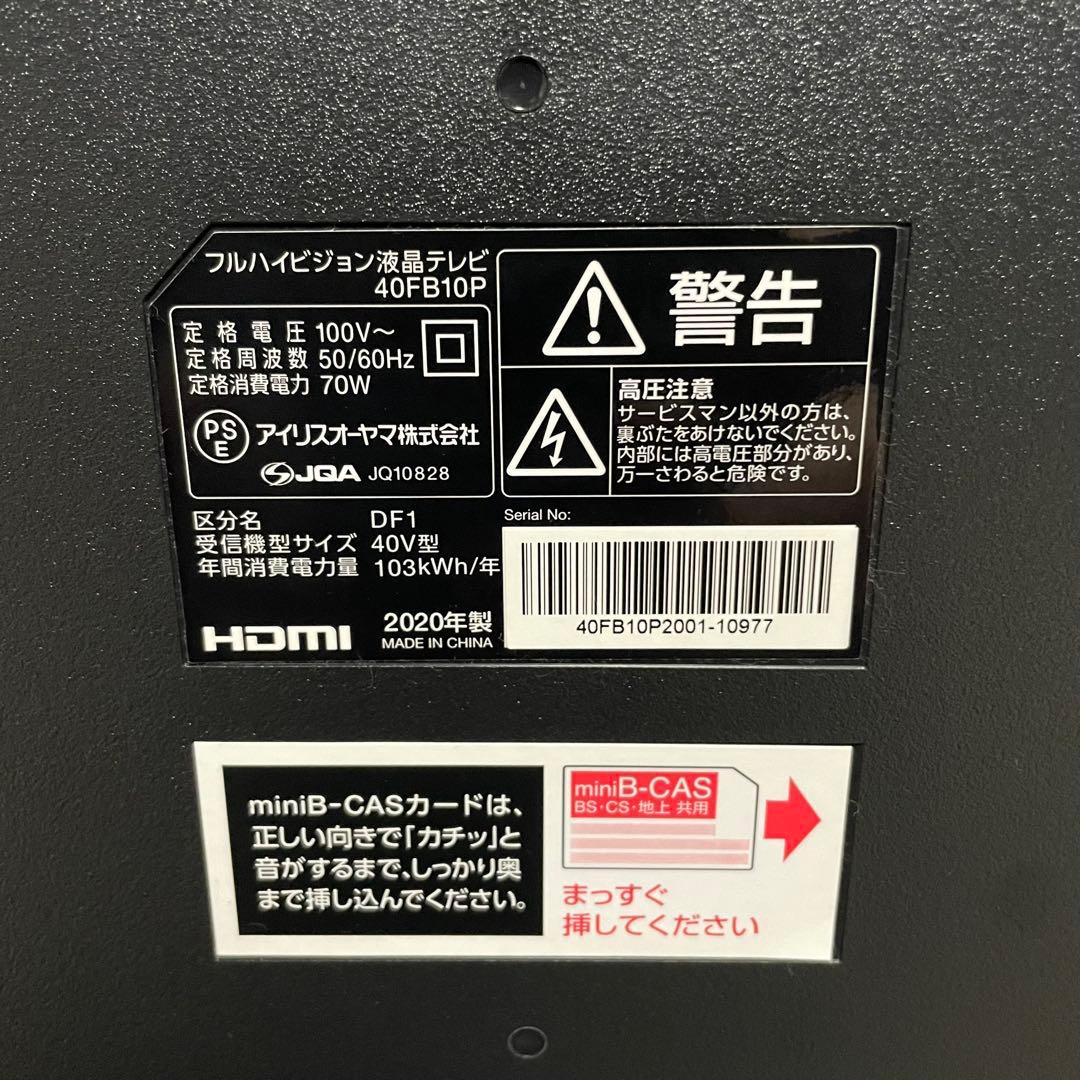 フルハイビジョン液晶テレビ
40FB10P
定格電圧 100V～
定格周波数 50/60Hz
定格消費電力 70W
PS
E
アイリスオーヤマ株式会社
JQA JQ10828
区分名 DF1
受信機型サイズ 40V型
年間消費電力量 103kWh/年
HDMI
2020年製
MADE IN CHINA
警告
高圧注意
サービスマン以外の方は、
裏ぶたをあけないでください。
内部には高電圧部分があり、
万一さわると危険です。
Serial No:
40FB10P2001-10977
miniB-CASカードは、
正しい向きで「カチッ」と
音がするまで、しっかり奥
まで挿し込んでください。
miniB-CAS
BS・CS・地上 共用
まっすぐ
挿してください